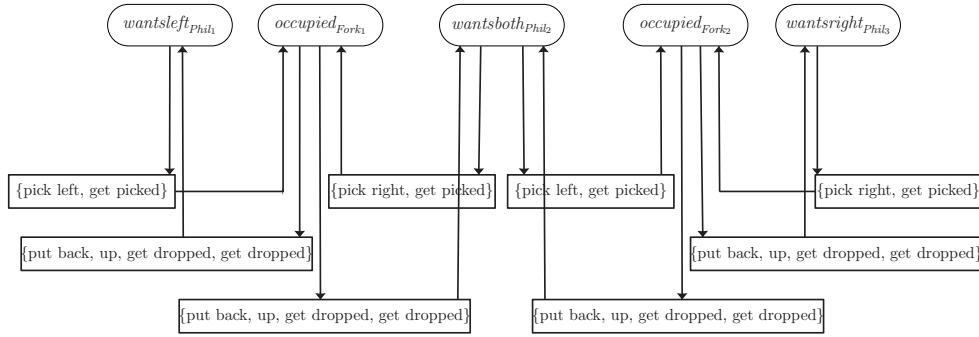 wantsleft_Phil₁ occupied_Fork₁ wantsboth_Phil₂ occupied_Fork₂ wantsright_Phil₃
{pick left, get picked} {pick right, get picked} {pick left, get picked} {pick right, get picked}
{put back, up, get dropped, get dropped} {put back, up, get dropped, get dropped}
{put back, up, get dropped, get dropped} {put back, up, get dropped, get dropped}